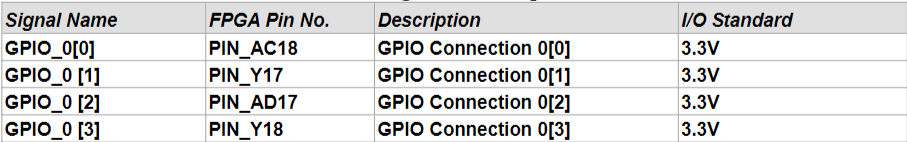 Signal Name FPGA Pin No. Description I/O Standard
GPIO_0[0] PIN_AC18 GPIO Connection 0[0] 3.3V
GPIO_0 [1] PIN_Y17 GPIO Connection 0[1] 3.3V
GPIO_0 [2] PIN_AD17 GPIO Connection 0[2] 3.3V
GPIO_0 [3] PIN_Y18 GPIO Connection 0[3] 3.3V